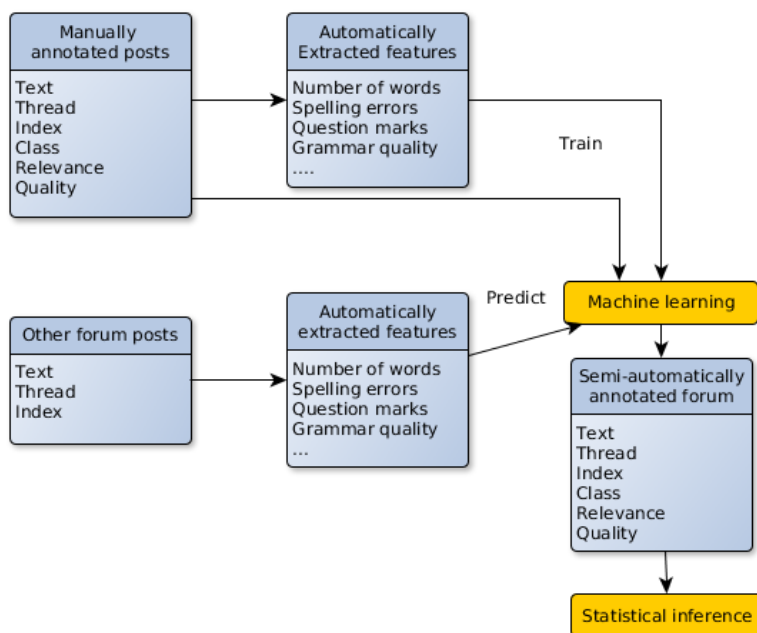 Manually
annotated posts
Text
Thread
Index
Class
Relevance
Quality
Automatically
Extracted features
Number of words
Spelling errors
Question marks
Grammar quality
....
Train
Predict
Machine learning
Other forum posts
Text
Thread
Index
Automatically
extracted features
Number of words
Spelling errors
Question marks
Grammar quality
...
Semi-automatically
annotated forum
Text
Thread
Index
Class
Relevance
Quality
Statistical inference